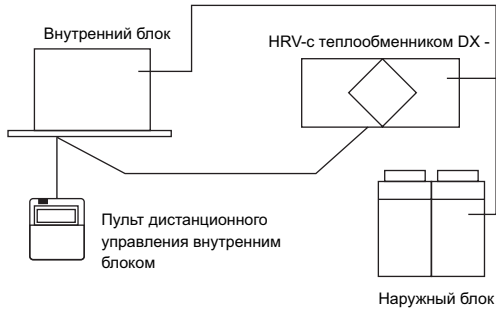 Внутренний блок
HRV-с теплообменником DX -
Пульт дистанционного
управления внутренним
блоком
Наружный блок